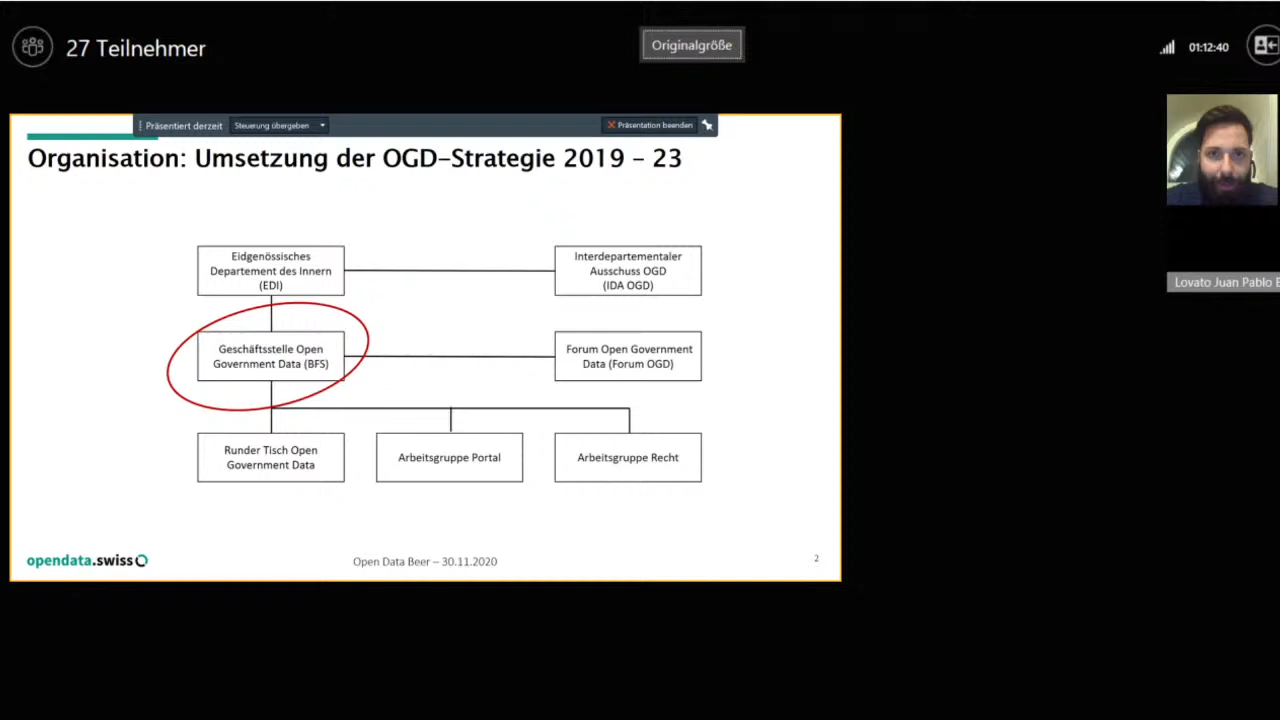 27 Teilnehmer
Originalgröße
01:12:40
Präsentiert derzeit
Steuerung übergeben
Präsentation beenden
Organisation: Umsetzung der OGD-Strategie 2019 – 23
Eidgenössisches
Departement des Innern
(EDI)
Interdepartementaler
Ausschuss OGD
(IDA OGD)
Geschäftsstelle Open
Government Data (BFS)
Forum Open Government
Data (Forum OGD)
Runder Tisch Open
Government Data
Arbeitsgruppe Portal
Arbeitsgruppe Recht
opendata.swiss
Open Data Beer – 30.11.2020
2
Lovato Juan Pablo